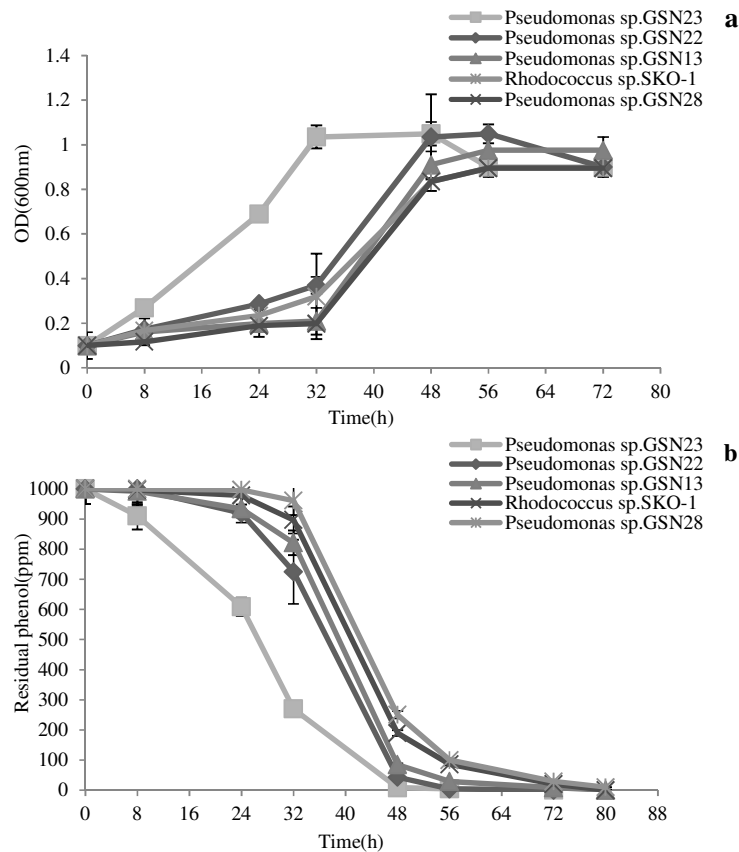 Pseudomonas sp.GSN23
a
Pseudomonas sp.GSN22
Pseudomonas sp.GSN13
Rhodococcus sp.SKO-1
Pseudomonas sp.GSN28
1.4
1.2
1
0.8
0.6
0.4
0.2
0
OD(600nm)
0 8 16 24 32 40 48 56 64 72 80
Time(h)
Pseudomonas sp.GSN23
b
Pseudomonas sp.GSN22
Pseudomonas sp.GSN13
Rhodococcus sp.SKO-1
Pseudomonas sp.GSN28
1000
900
800
700
600
500
400
300
200
100
0
Residual phenol(ppm)
0 8 16 24 32 40 48 56 64 72 80 88
Time(h)